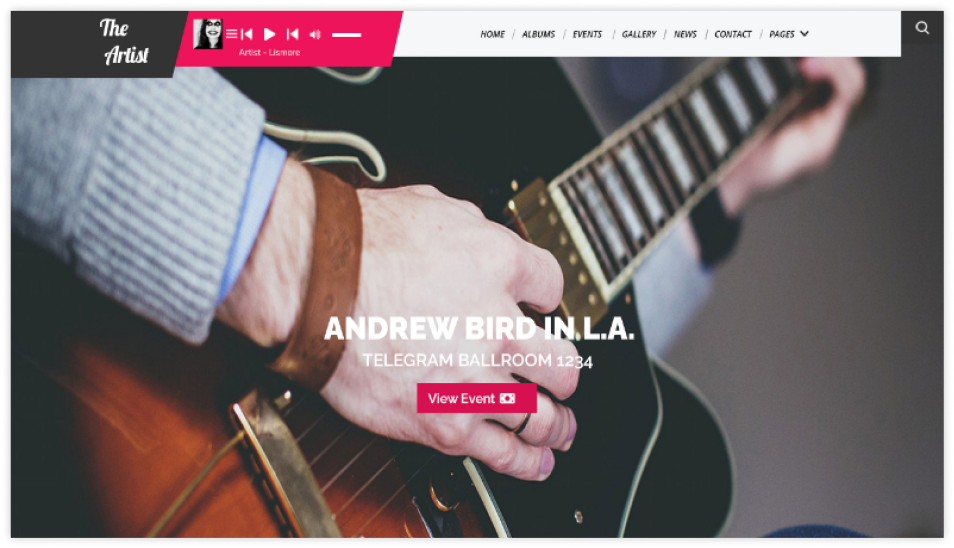 The
Artist
Artist - Lismore
HOME / ALBUMS / EVENTS / GALLERY / NEWS / CONTACT / PAGES
ANDREW BIRD IN L.A.
TELEGRAM BALLROOM 1234
View Event